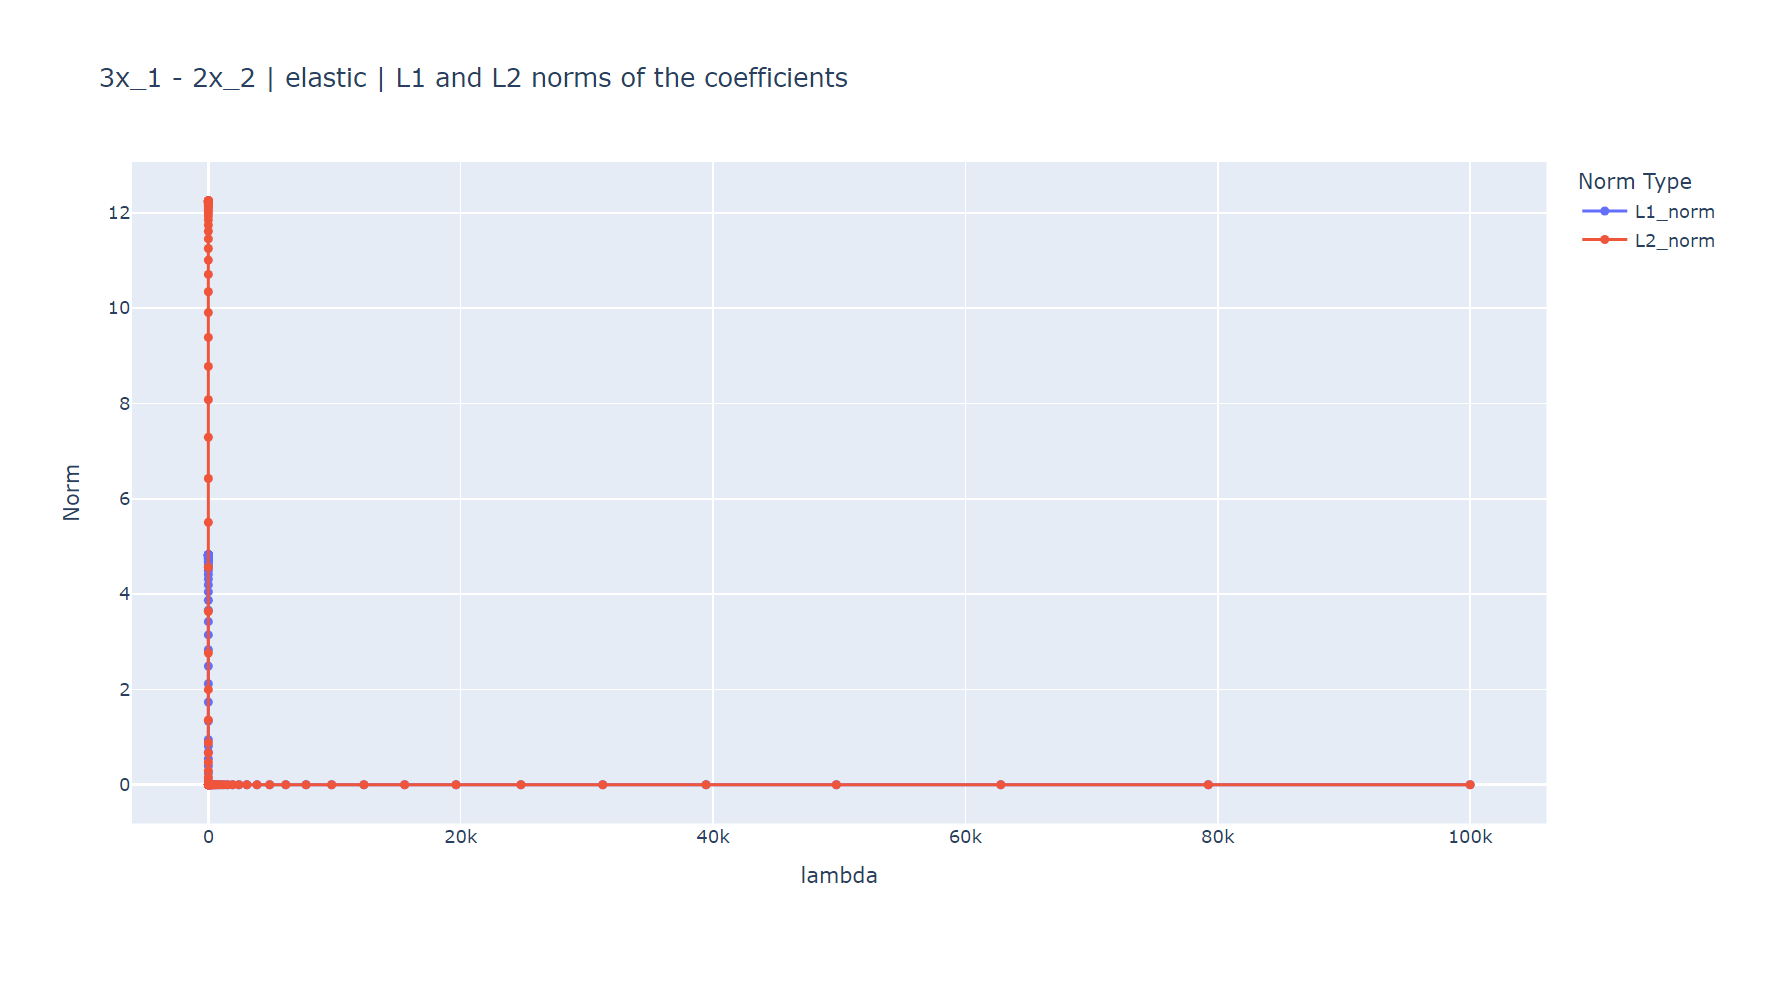 3x_1 - 2x_2 | elastic | L1 and L2 norms of the coefficients
Norm Type
L1_norm
L2_norm
12
10
8
6
4
2
0
Norm
0
20k
40k
60k
80k
100k
lambda